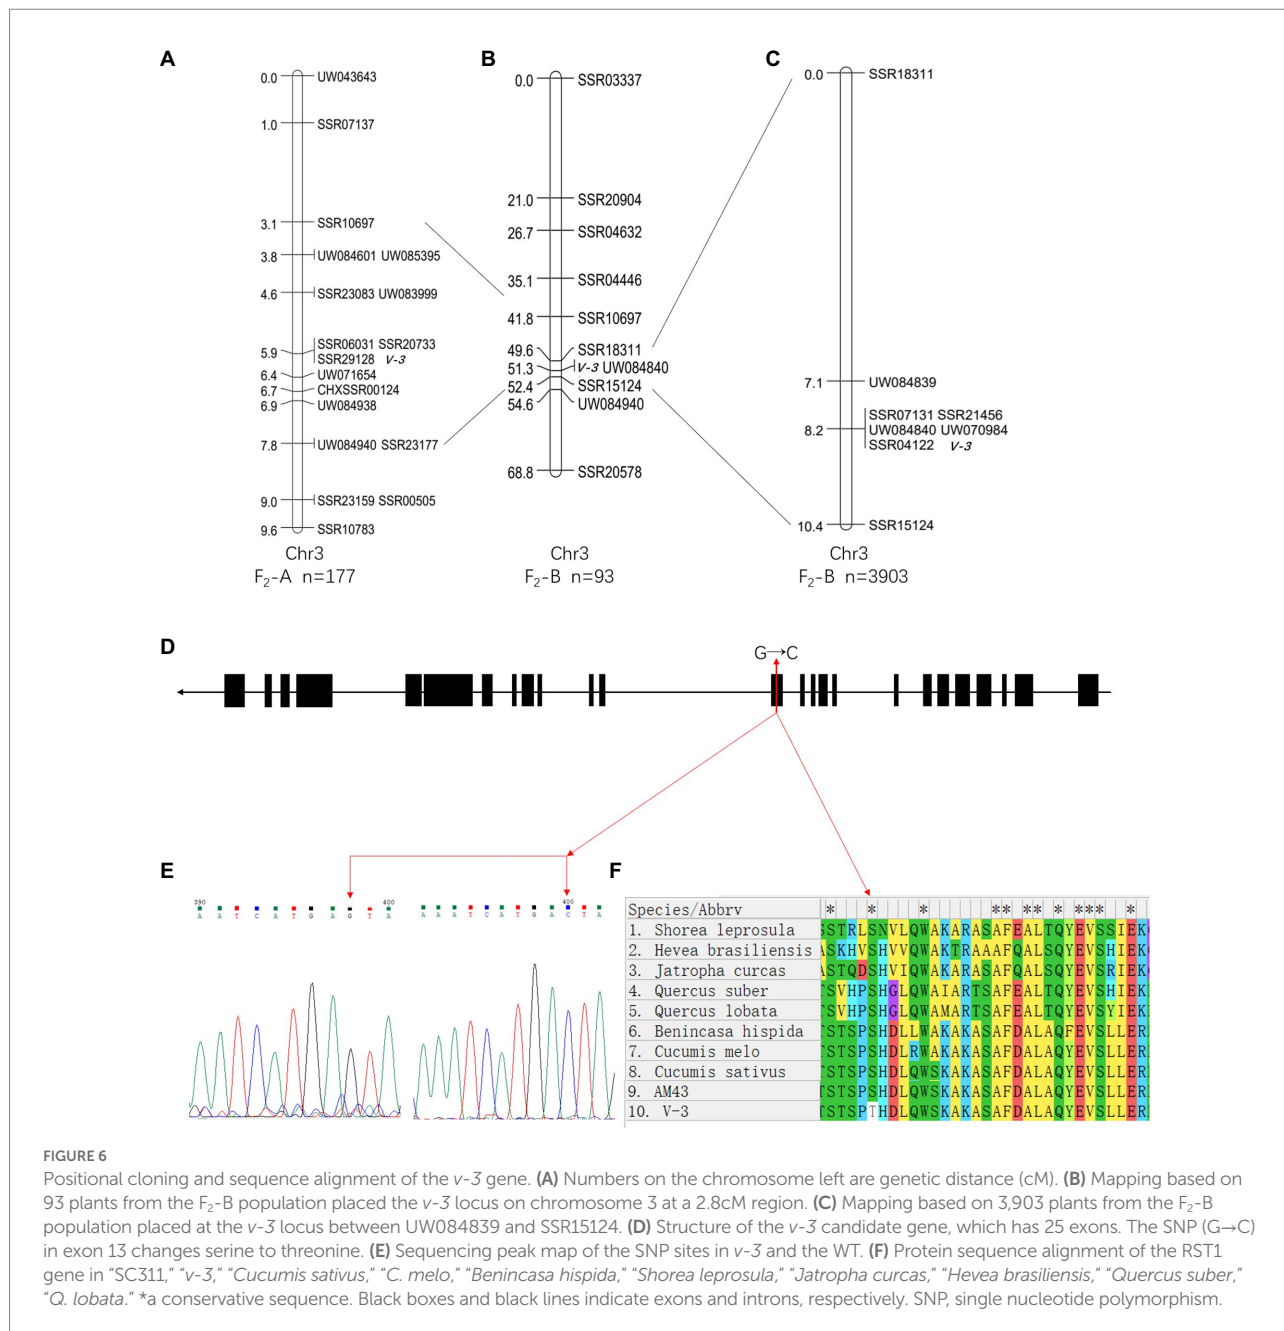 A
0.0 UW043643
1.0 SSR07137
3.1 SSR10697
3.8 UW084601 UW085395
4.6 SSR23083 UW083999
SSR06031 SSR20733
5.9 SSR29128 V-3
6.4 UW071654
6.7 CHXSSR00124
6.9 UW084938
7.8 UW084940 SSR23177
9.0 SSR23159 SSR00505
9.6 SSR10783
Chr3
F2-A n=177
B
0.0 SSR03337
21.0 SSR20904
26.7 SSR04632
35.1 SSR04446
41.8 SSR10697
49.6 SSR18311
51.3 V-3 UW084840
52.4 SSR15124
54.6 UW084940
68.8 SSR20578
Chr3
F2-B n=93
C
0.0 SSR18311
7.1 UW084839
SSR07131 SSR21456
8.2 UW084840 UW070984
SSR04122 V-3
10.4 SSR15124
Chr3
F2-B n=3903
D
G→C
E
390 400
A A T C A T G A G T A
400
A A A T C A T G A C T A
F
Species/Abbrv * * * ** ** * *** *
1. Shorea leprosula SSTRLSNVLQWAKARASAFEALTQYEVSSIEK
2. Hevea brasiliensis ASKHVSHVVQWAKTRAAAFQALSQYEVSHIEK
3. Jatropha curcas ASTQDSHVIQWAKARASAFQALSQYEVSRIEK
4. Quercus suber TSVHPSHGLQWAIARTSAFEALTQYEVSHIEK
5. Quercus lobata TSVHPSHGLQWAMARTSAFEALTQYEVSYIEK
6. Benincasa hispida TSTSPSHDLLWAKAKASAFDALAQFEVSLLER
7. Cucumis melo TSTSPSHDLRWAKAKASAFDALAQYEVSLLER
8. Cucumis sativus TSTSPSHDLQWSKAKASAFDALAQYEVSLLER
9. AM43 TSTSPSHDLQWSKAKASAFDALAQYEVSLLER
10. V-3 TSTSPTHDLQWSKAKASAFDALAQYEVSLLER
FIGURE 6
Positional cloning and sequence alignment of the v-3 gene. (A) Numbers on the chromosome left are genetic distance (cM). (B) Mapping based on
93 plants from the F2-B population placed the v-3 locus on chromosome 3 at a 2.8cM region. (C) Mapping based on 3,903 plants from the F2-B
population placed at the v-3 locus between UW084839 and SSR15124. (D) Structure of the v-3 candidate gene, which has 25 exons. The SNP (G→C)
in exon 13 changes serine to threonine. (E) Sequencing peak map of the SNP sites in v-3 and the WT. (F) Protein sequence alignment of the RST1
gene in "SC311," "v-3," "Cucumis sativus," "C. melo," "Benincasa hispida," "Shorea leprosula," "Jatropha curcas," "Hevea brasiliensis," "Quercus suber,"
"Q. lobata." *a conservative sequence. Black boxes and black lines indicate exons and introns, respectively. SNP, single nucleotide polymorphism.